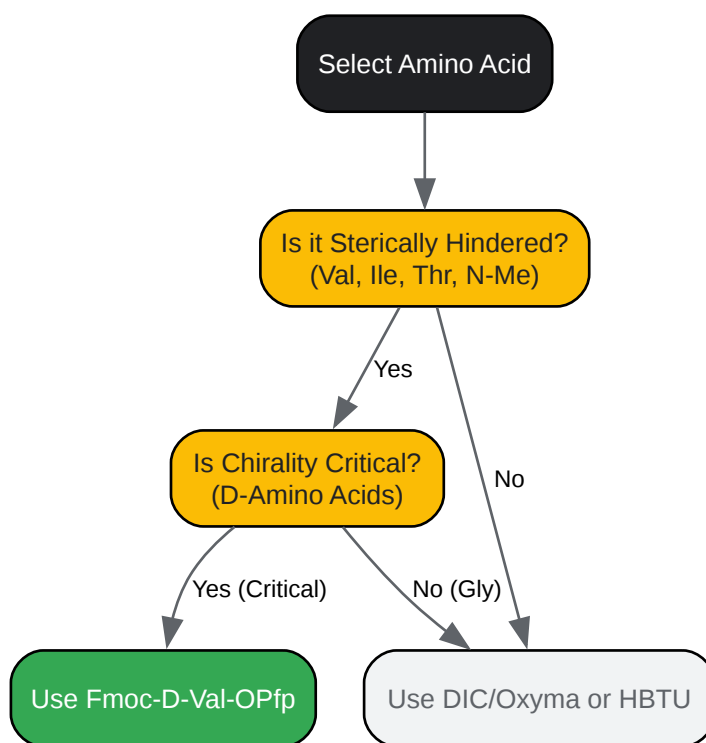 Select Amino Acid
Is it Sterically Hindered?
(Val, Ile, Thr, N-Me)
Yes
Is Chirality Critical?
(D-Amino Acids)
No
Yes (Critical)
No (Gly)
Use Fmoc-D-Val-OPfp
Use DIC/Oxyma or HBTU